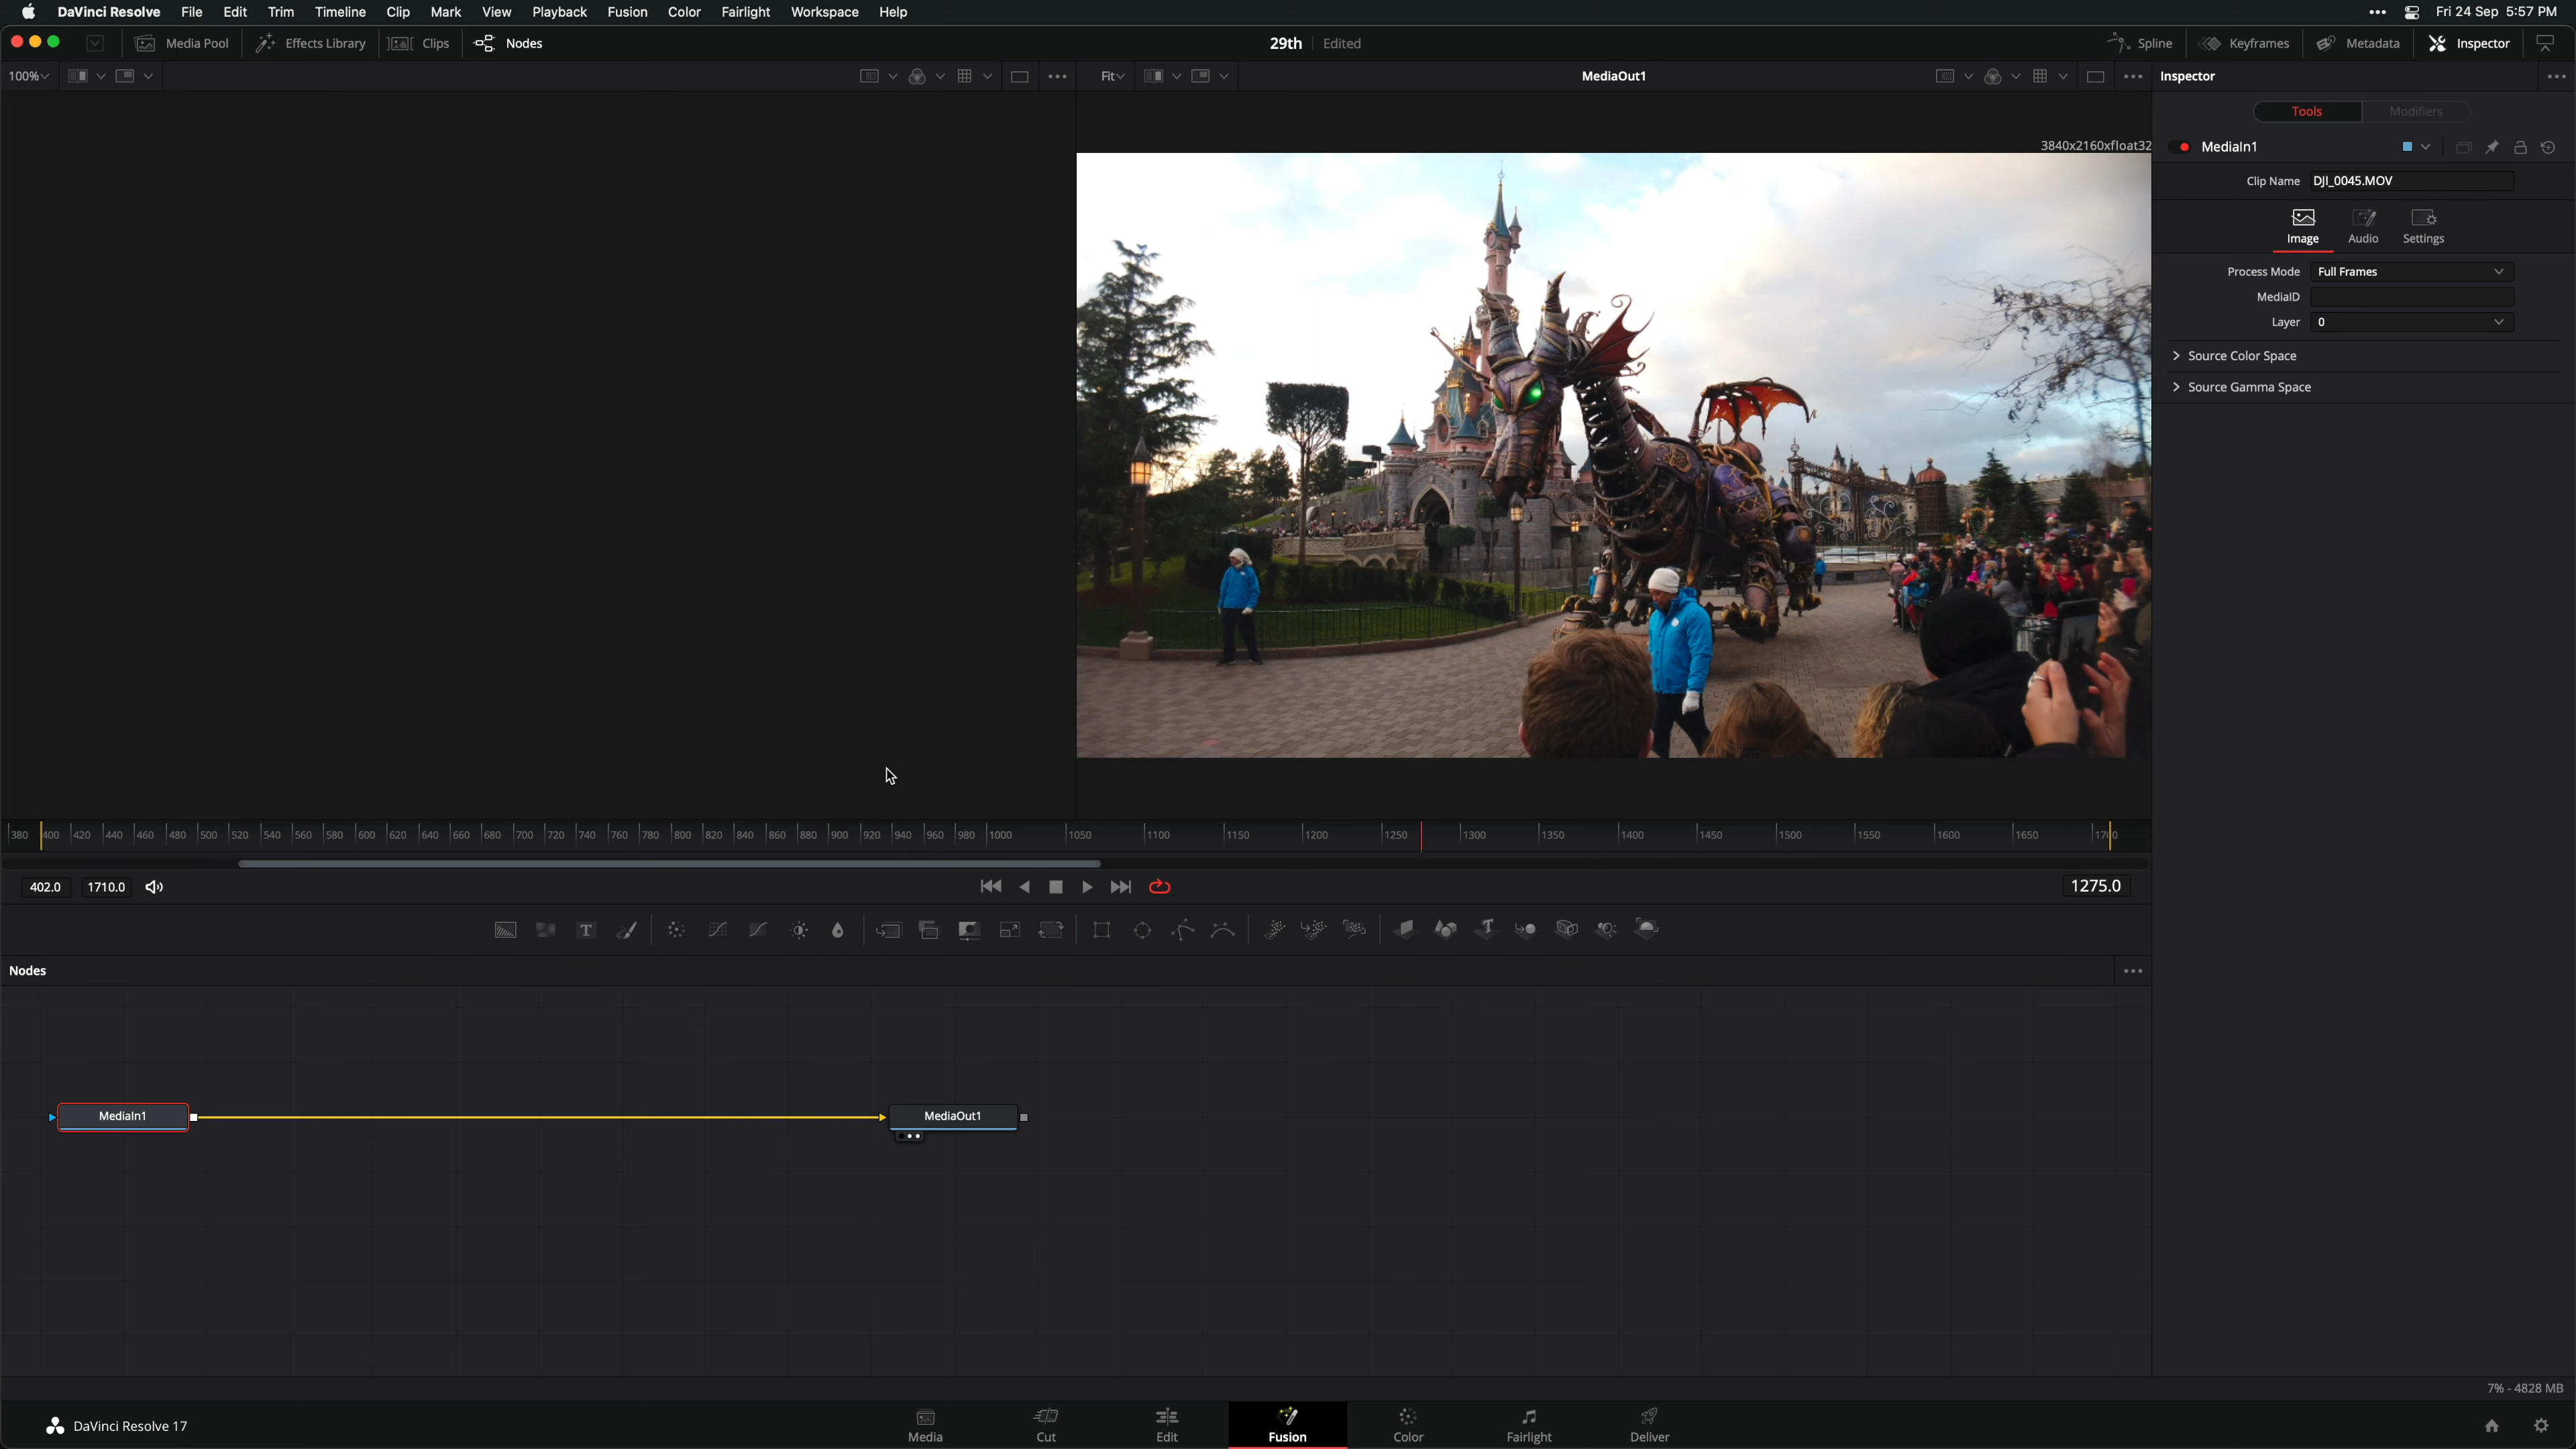 DaVinci Resolve File Edit Trim Timeline Clip Mark View Playback Fusion Color Fairlight Workspace Help Fri 24 Sep 5:57 PM
Media Pool Effects Library Clips Nodes 29th Edited Spline Keyframes Metadata Inspector
100% Fit MediaOut1 Inspector
Tools Modifiers
3840x2160xfloat32
MediaIn1
Clip Name DJI_0045.MOV
Image Audio Settings
Process Mode Full Frames
MediaID
Layer 0
Source Color Space
Source Gamma Space
380 400 420 440 460 480 500 520 540 560 580 600 620 640 660 680 700 720 740 760 780 800 820 840 860 880 900 920 940 960 980 1000 1050 1100 1150 1200 1250 1300 1350 1400 1450 1500 1550 1600 1650 1700
402.0 1710.0 1275.0
Nodes
MediaIn1 MediaOut1
7% - 4828 MB
DaVinci Resolve 17
Media Cut Edit Fusion Color Fairlight Deliver